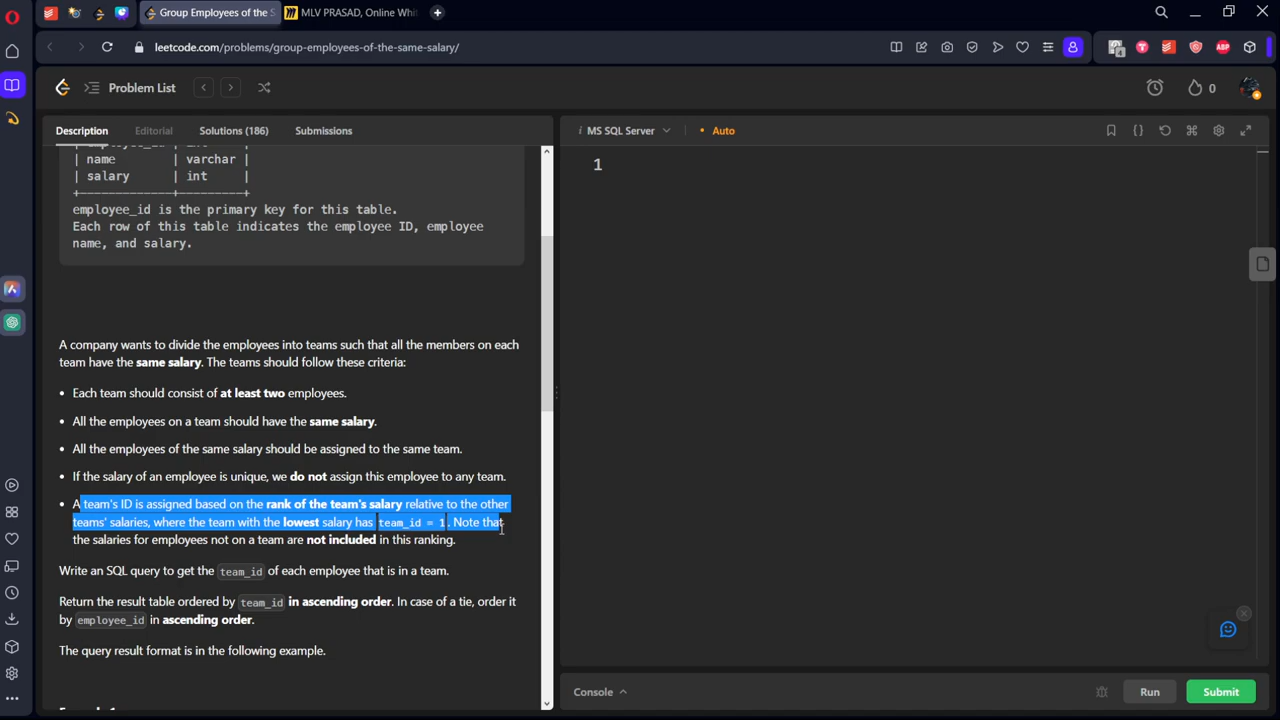 Group Employees of the S
MLV PRASAD, Online Whit
leetcode.com/problems/group-employees-of-the-same-salary/
4
ABP
Problem List
0
Description
Editorial
Solutions (186)
Submissions
MS SQL Server
Auto
| name | varchar |
| salary | int |
+-------------+---------+
employee_id is the primary key for this table.
Each row of this table indicates the employee ID, employee
name, and salary.
1
A company wants to divide the employees into teams such that all the members on each
team have the same salary. The teams should follow these criteria:
• Each team should consist of at least two employees.
• All the employees on a team should have the same salary.
• All the employees of the same salary should be assigned to the same team.
• If the salary of an employee is unique, we do not assign this employee to any team.
• A team's ID is assigned based on the rank of the team's salary relative to the other
teams' salaries, where the team with the lowest salary has team_id = 1. Note that
the salaries for employees not on a team are not included in this ranking.
Write an SQL query to get the team_id of each employee that is in a team.
Return the result table ordered by team_id in ascending order. In case of a tie, order it
by employee_id in ascending order.
The query result format is in the following example.
Console
Run
Submit